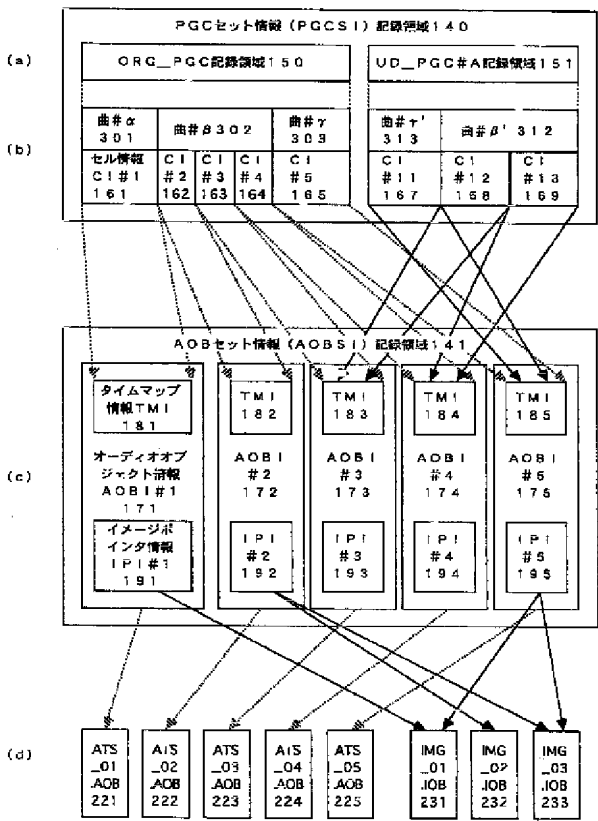 PGCセット情報（PGCSI）記録領域140
(a)
ORG_PGC記録領域150
UD_PGC#A記録領域151
(b)
曲#α
301
曲#β302
曲#γ
303
曲#γ'
313
曲#β'312
セル情報
CI#1
161
CI
#2
162
CI
#3
163
CI
#4
164
CI
#5
165
CI
#11
167
CI
#12
168
CI
#13
169
AOBセット情報（AOBSI）記録領域141
(c)
タイムマップ
情報TMI
181
TMI
182
TMI
183
TMI
184
TMI
185
オーディオオブ
ジェクト情報
AOBI#1
171
AOBI
#2
172
AOBI
#3
173
AOBI
#4
174
AOBI
#5
175
イメージポ
インタ情報
IPI#1
191
IPI
#2
192
IPI
#3
193
IPI
#4
194
IPI
#5
195
(d)
ATS
_01
.AOB
221
ATS
_02
.AOB
222
ATS
_03
.AOB
223
ATS
_04
.AOB
224
ATS
_05
.AOB
225
IMG
_01
.IOB
231
IMG
_02
.IOB
232
IMG
_03
.IOB
233